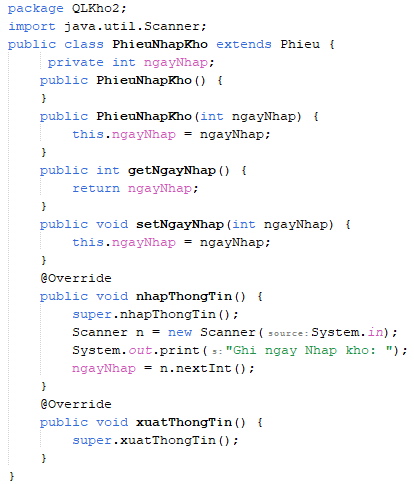 package QLKho2;
import java.util.Scanner;
public class PhieuNhapKho extends Phieu {
private int ngayNhap;
public PhieuNhapKho() {
}
public PhieuNhapKho(int ngayNhap) {
this.ngayNhap = ngayNhap;
}
public int getNgayNhap() {
return ngayNhap;
}
public void setNgayNhap(int ngayNhap) {
this.ngayNhap = ngayNhap;
}
@Override
public void nhapThongTin() {
super.nhapThongTin();
Scanner n = new Scanner(source:System.in);
System.out.print(s:"Ghi ngay Nhap kho: ");
ngayNhap = n.nextInt();
}
@Override
public void xuatThongTin() {
super.xuatThongTin();
}
}